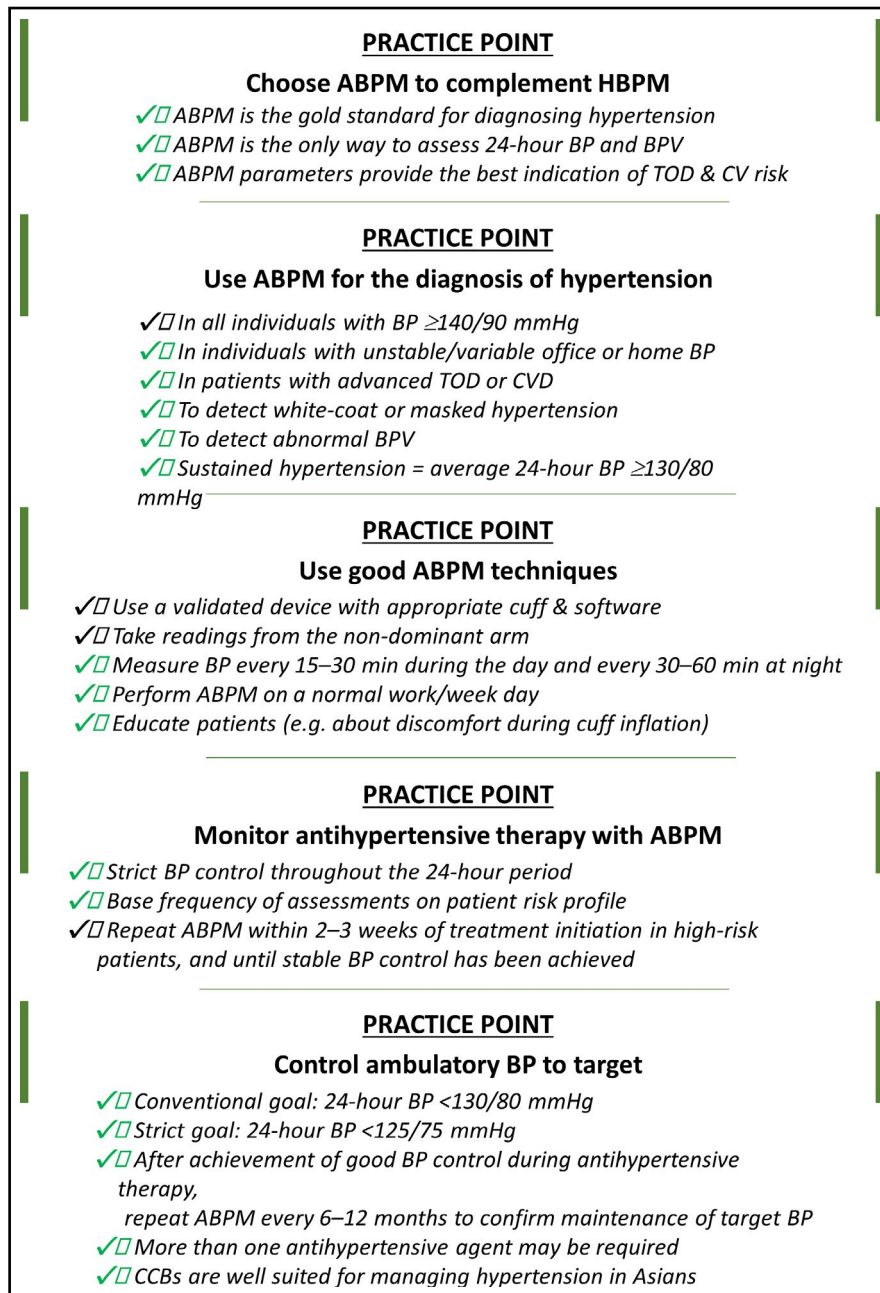 PRACTICE POINT
Choose ABPM to complement HBPM
✓ ABPM is the gold standard for diagnosing hypertension
✓ ABPM is the only way to assess 24-hour BP and BPV
✓ ABPM parameters provide the best indication of TOD & CV risk
PRACTICE POINT
Use ABPM for the diagnosis of hypertension
✓ In all individuals with BP ≥140/90 mmHg
✓ In individuals with unstable/variable office or home BP
✓ In patients with advanced TOD or CVD
✓ To detect white-coat or masked hypertension
✓ To detect abnormal BPV
✓ Sustained hypertension = average 24-hour BP ≥130/80
mmHg
PRACTICE POINT
Use good ABPM techniques
✓ Use a validated device with appropriate cuff & software
✓ Take readings from the non-dominant arm
✓ Measure BP every 15–30 min during the day and every 30–60 min at night
✓ Perform ABPM on a normal work/week day
✓ Educate patients (e.g. about discomfort during cuff inflation)
PRACTICE POINT
Monitor antihypertensive therapy with ABPM
✓ Strict BP control throughout the 24-hour period
✓ Base frequency of assessments on patient risk profile
✓ Repeat ABPM within 2–3 weeks of treatment initiation in high-risk
patients, and until stable BP control has been achieved
PRACTICE POINT
Control ambulatory BP to target
✓ Conventional goal: 24-hour BP <130/80 mmHg
✓ Strict goal: 24-hour BP <125/75 mmHg
✓ After achievement of good BP control during antihypertensive
therapy,
repeat ABPM every 6–12 months to confirm maintenance of target BP
✓ More than one antihypertensive agent may be required
✓ CCBs are well suited for managing hypertension in Asians